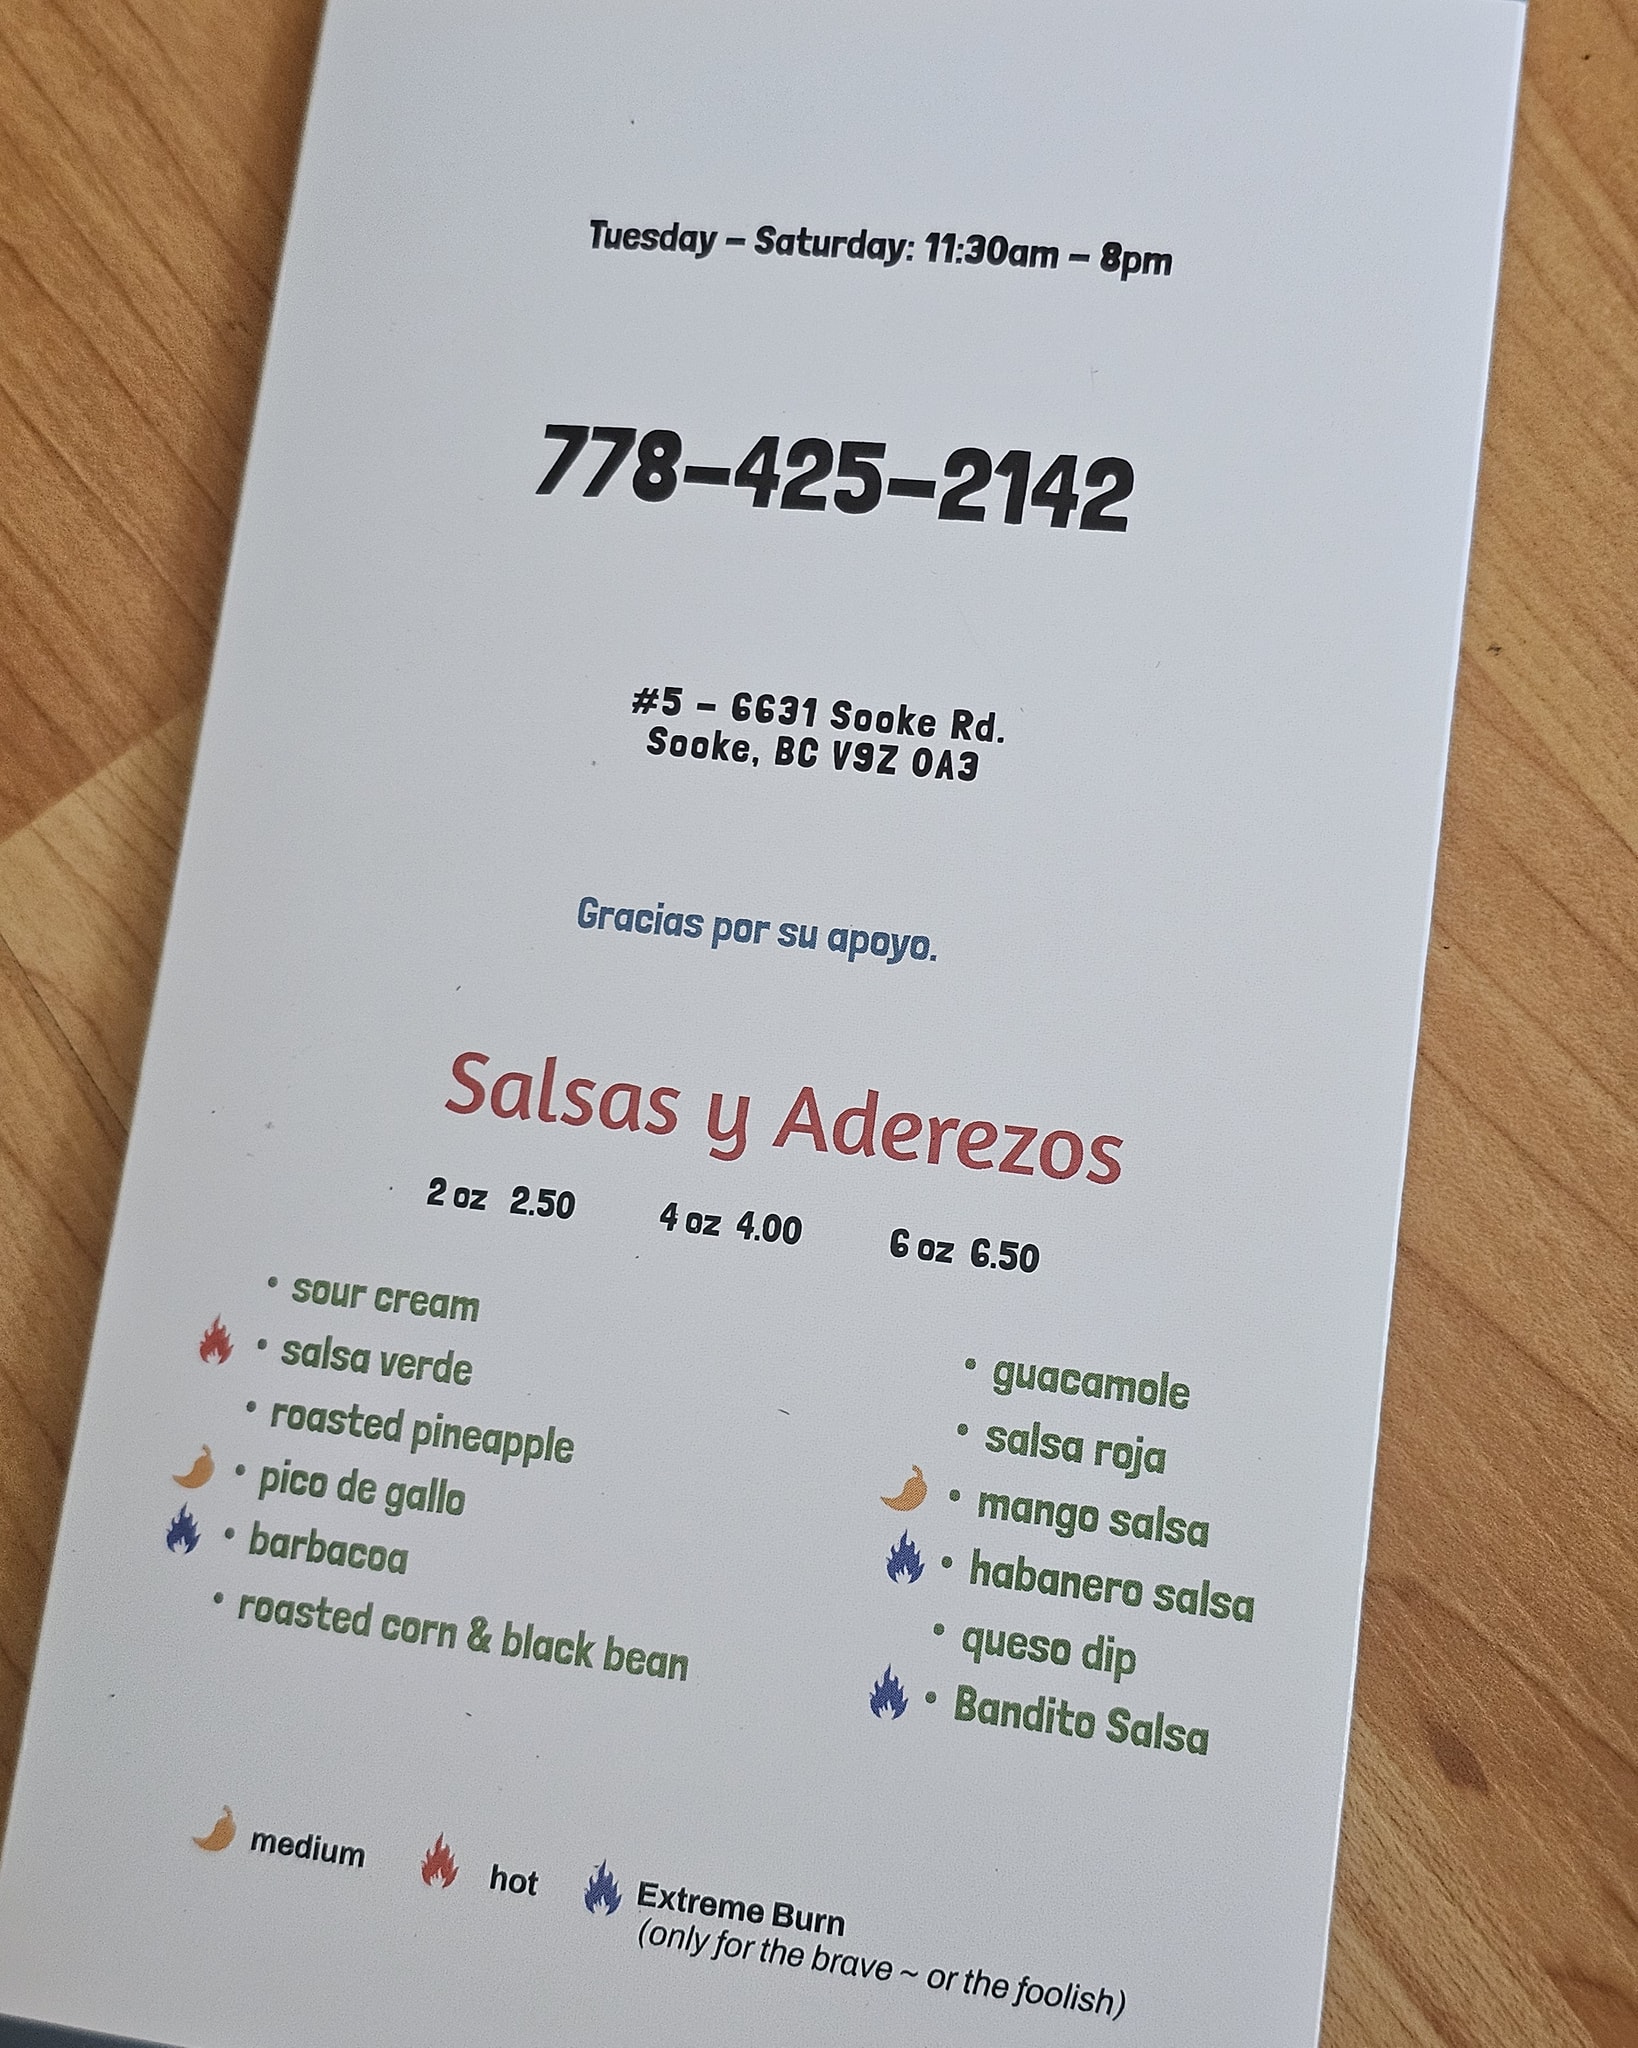 Tuesday – Saturday: 11:30am – 8pm
778–425–2142
#5 – 6631 Sooke Rd.
Sooke, BC V9Z 0A3
Gracias por su apoyo.
Salsas y Aderezos
2 oz 2.50 4 oz 4.00 6 oz 6.50
• sour cream
• salsa verde
• roasted pineapple
• pico de gallo
• barbacoa
• roasted corn & black bean
• guacamole
• salsa roja
• mango salsa
• habanero salsa
• queso dip
• Bandito Salsa
medium hot Extreme Burn
(only for the brave ~ or the foolish)